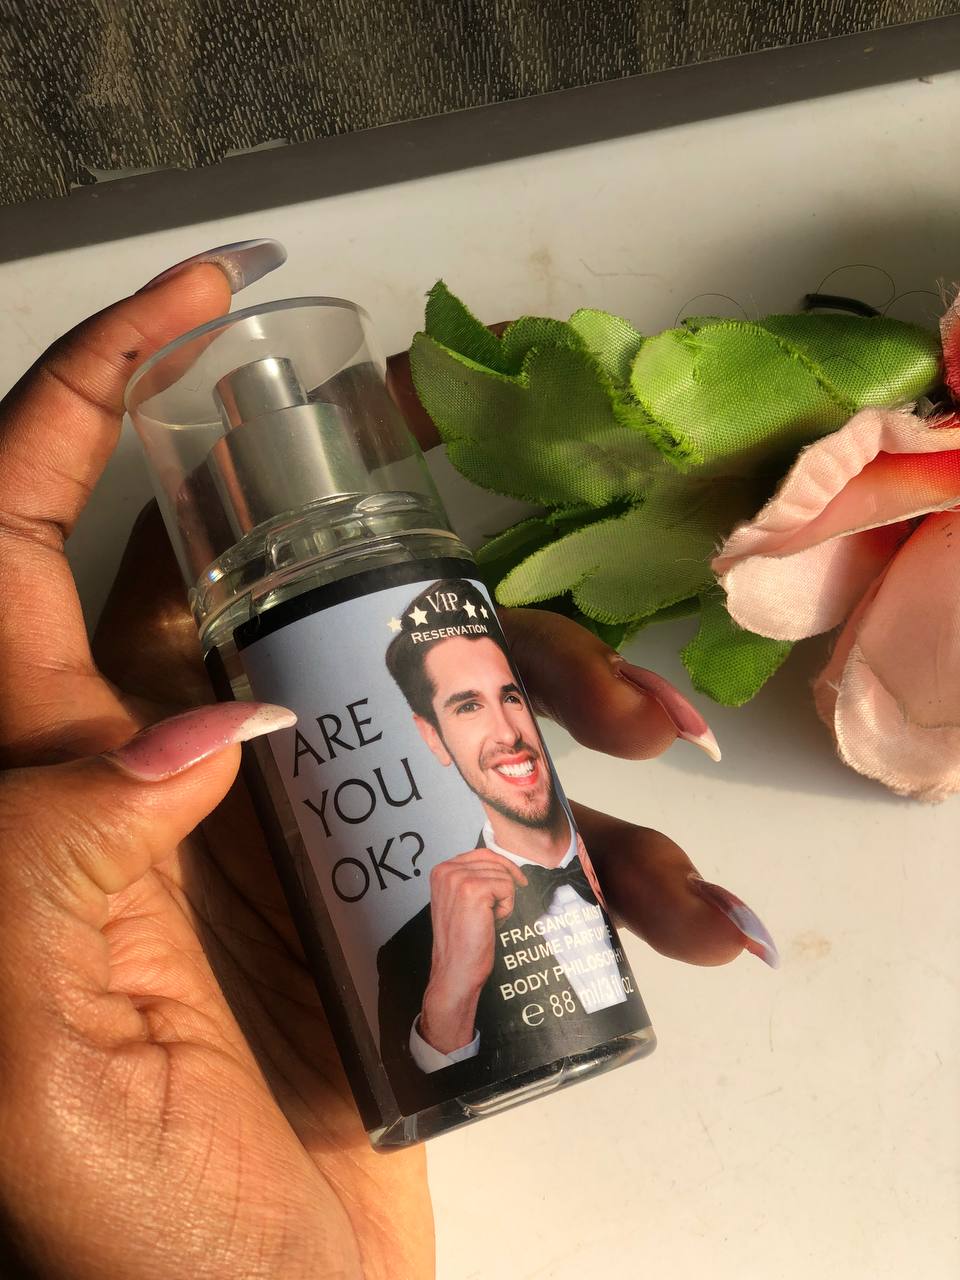 VIP
RESERVATION
ARE
YOU
OK?
FRAGANCE MIST
BRUME PARFUME
BODY PHILOSOPHY
℮ 88 ml/3 fl oz